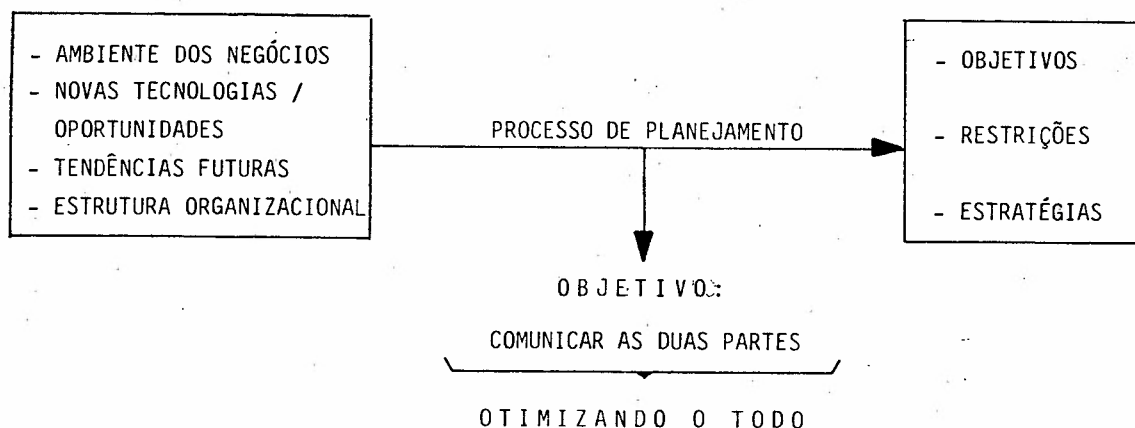 - AMBIENTE DOS NEGÓCIOS
- NOVAS TECNOLOGIAS /
OPORTUNIDADES
- TENDÊNCIAS FUTURAS
- ESTRUTURA ORGANIZACIONAL
PROCESSO DE PLANEJAMENTO
- OBJETIVOS
- RESTRIÇÕES
- ESTRATÉGIAS
OBJETIVO:
COMUNICAR AS DUAS PARTES
OTIMIZANDO O TODO